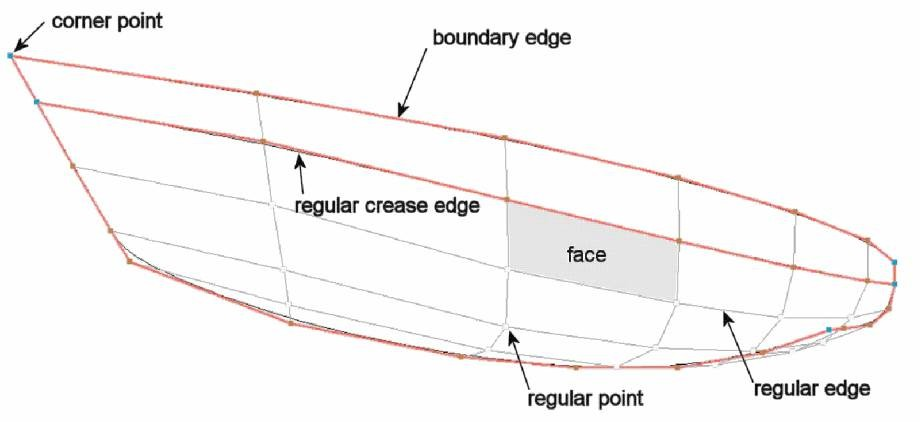 corner point
boundary edge
regular crease edge
face
regular edge
regular point